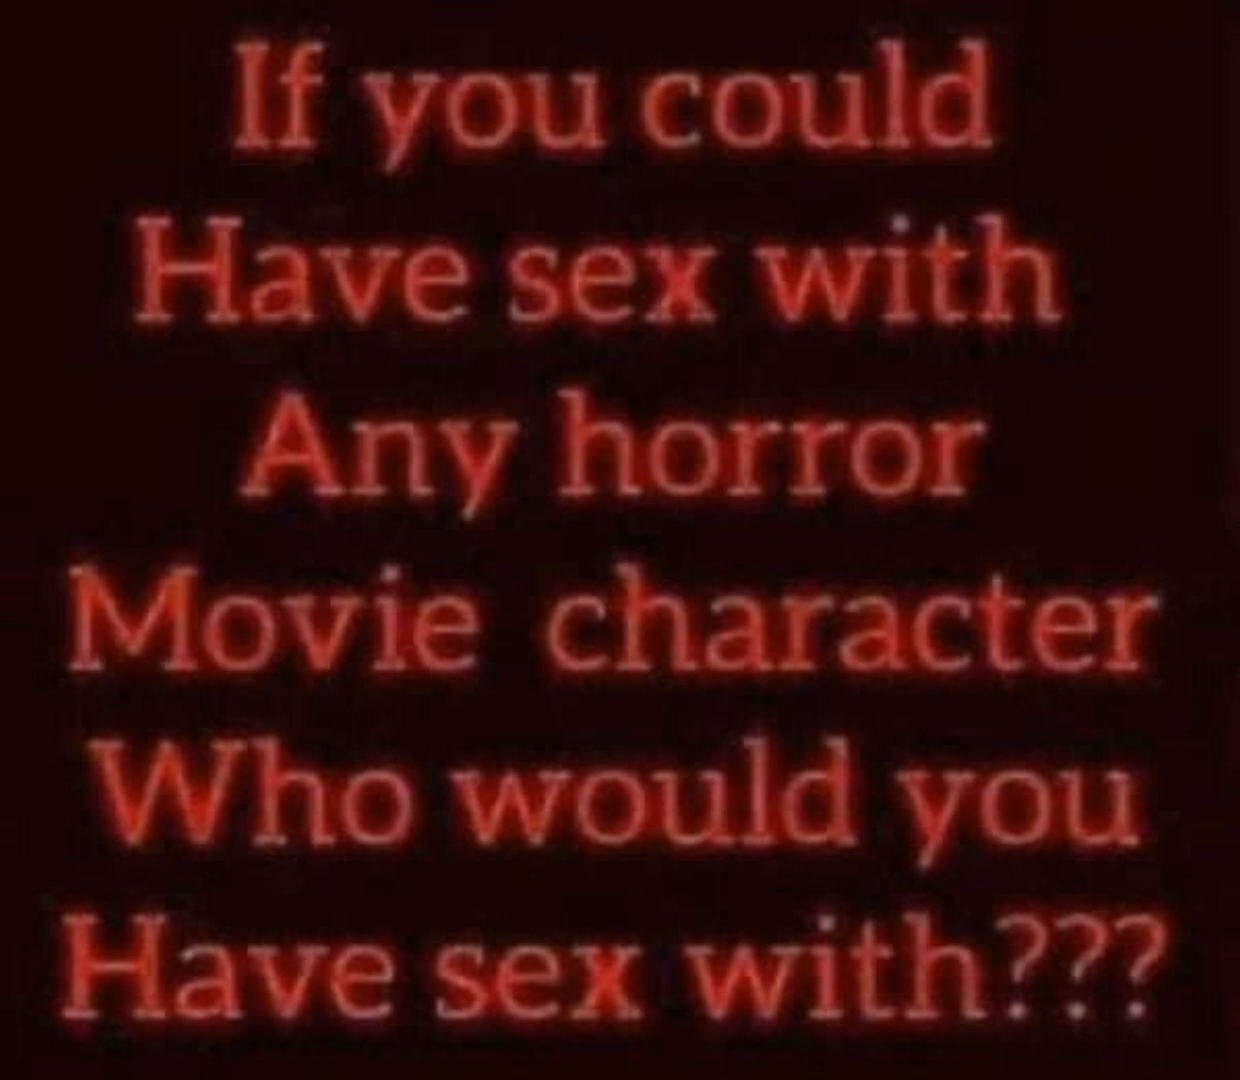 If you could
Have sex with
Any horror
Movie character
Who would you
Have sex with???